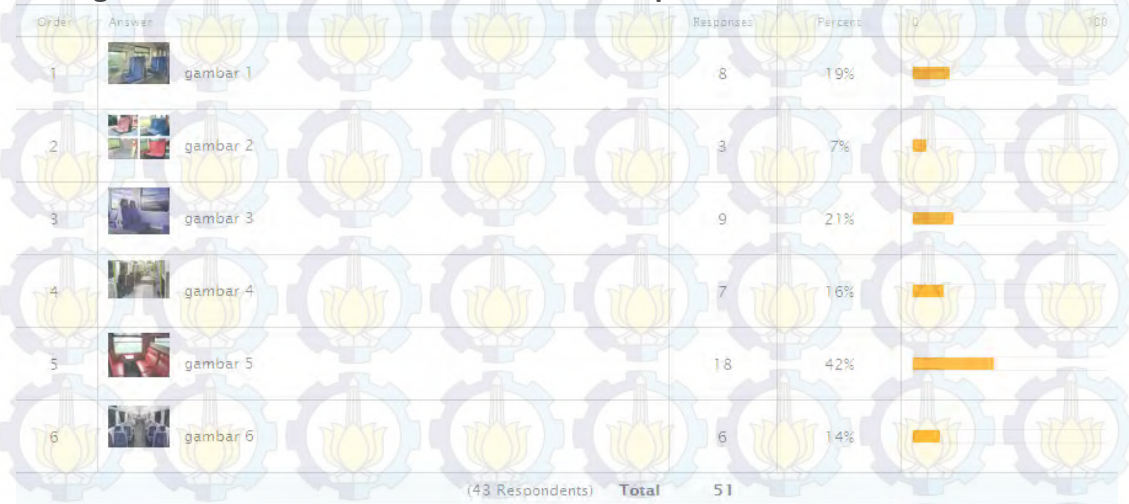 Order Answer Responses Percent 0 100
1 gambar 1 8 19%
2 gambar 2 3 7%
3 gambar 3 9 21%
4 gambar 4 7 16%
5 gambar 5 18 42%
6 gambar 6 6 14%
(43 Respondents) Total 51